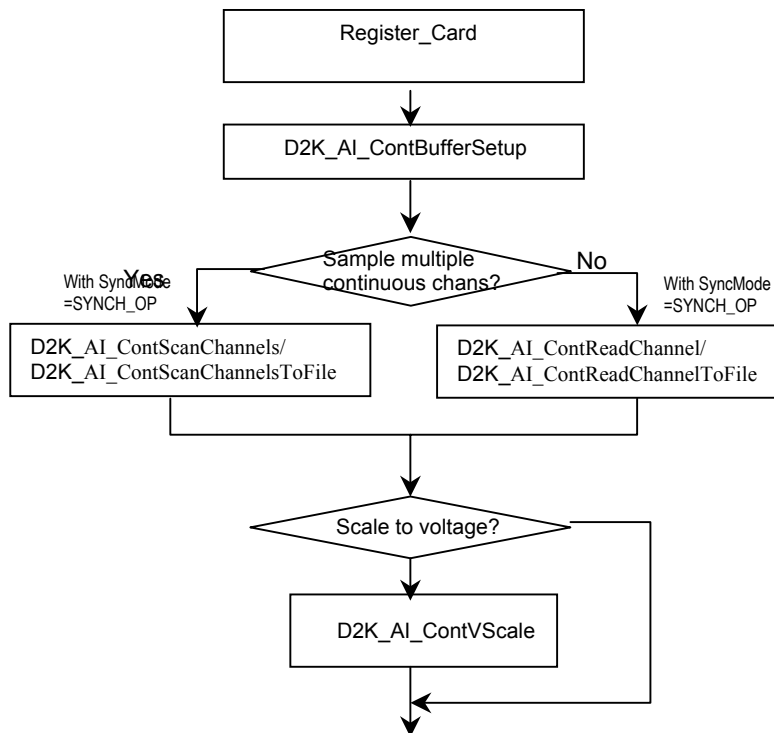 Register_Card
D2K_AI_ContBufferSetup
Sample multiple
continuous chans?
Yes
No
With SyncMode
=SYNCH_OP
With SyncMode
=SYNCH_OP
D2K_AI_ContScanChannels/
D2K_AI_ContScanChannelsToFile
D2K_AI_ContReadChannel/
D2K_AI_ContReadChannelToFile
Scale to voltage?
D2K_AI_ContVScale